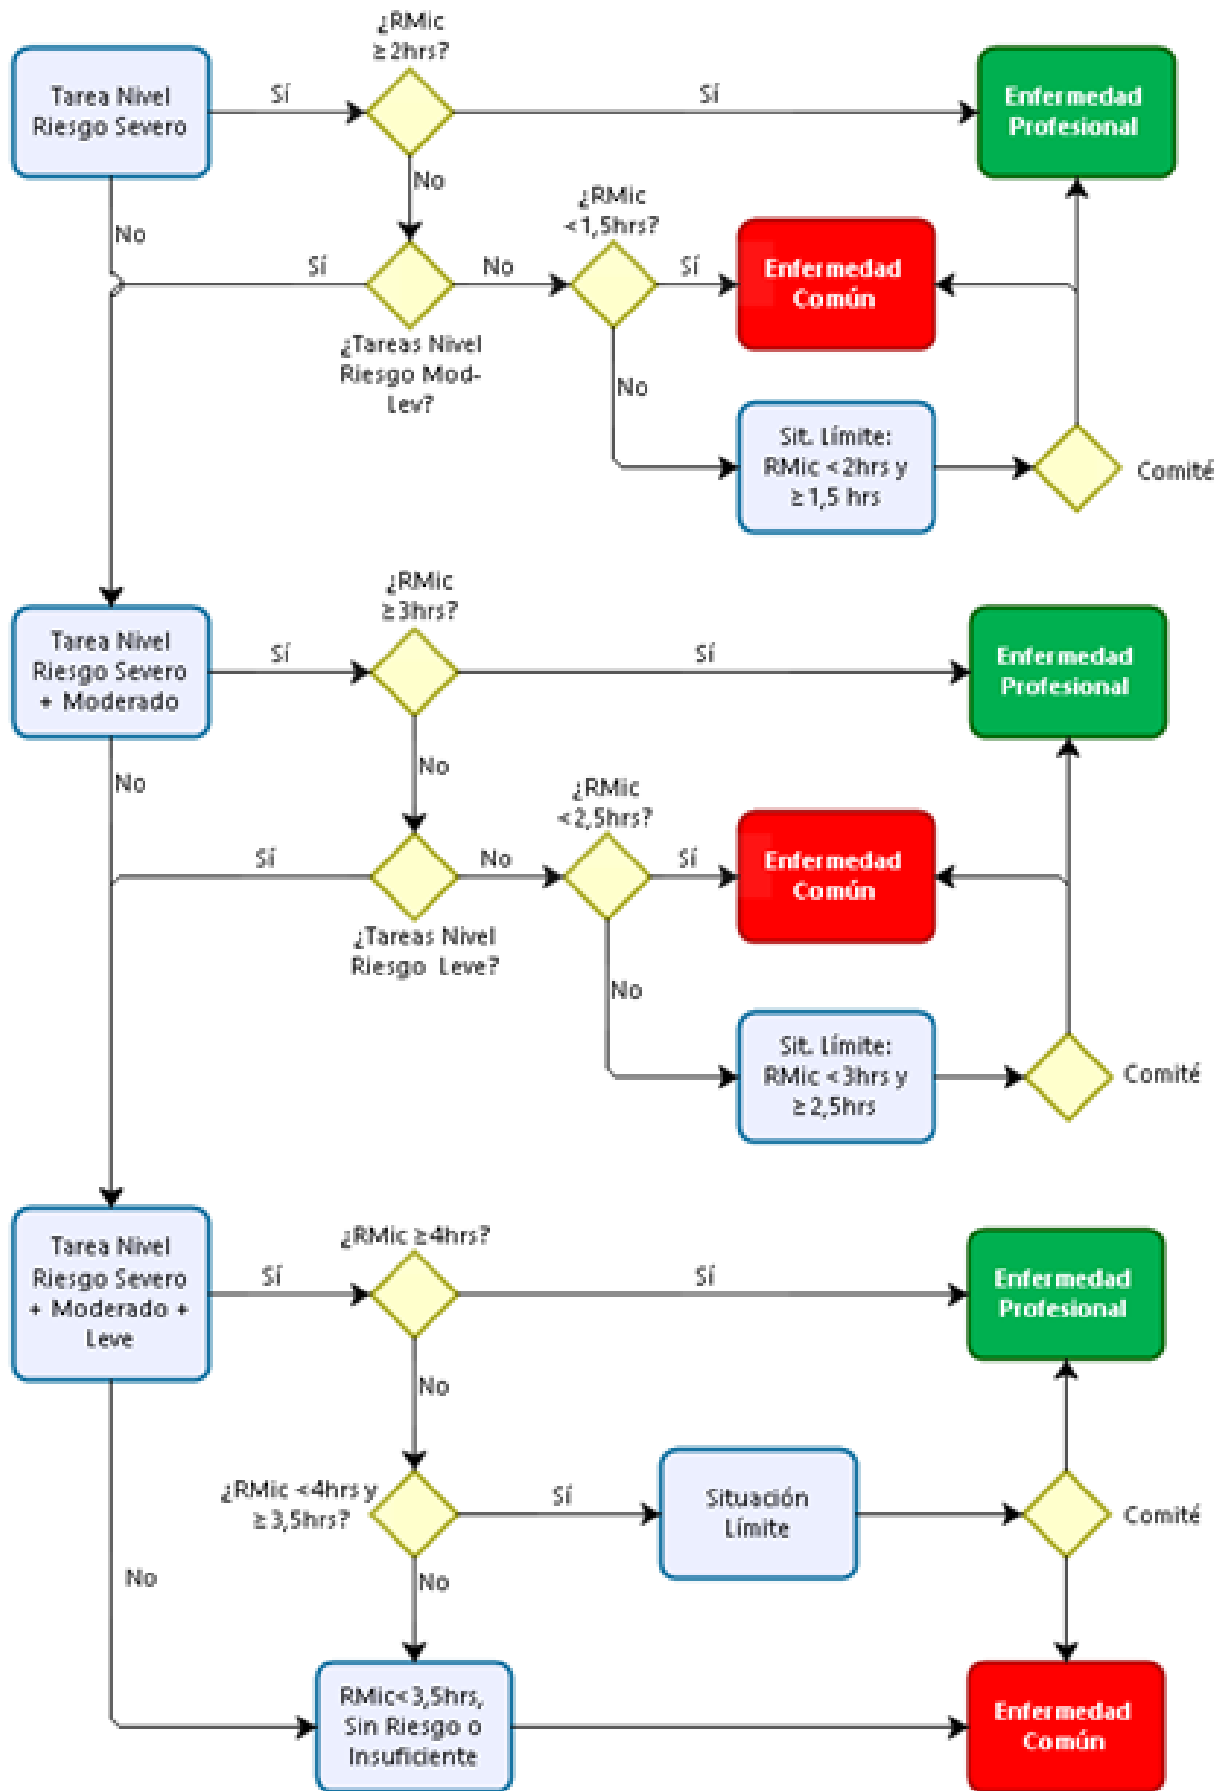 ¿RMic
≥2hrs?
Tarea Nivel
Riesgo Severo
Sí
Sí
Enfermedad
Profesional
No
No
¿RMic
<1,5hrs?
Sí
No
Sí
Enfermedad
Común
¿Tareas Nivel
Riesgo Mod-
Lev?
No
Sit. Límite:
RMic <2hrs y
≥1,5 hrs
Comité
¿RMic
≥3hrs?
Tarea Nivel
Riesgo Severo
+ Moderado
Sí
Sí
Enfermedad
Profesional
No
No
¿RMic
<2,5hrs?
Sí
No
Sí
Enfermedad
Común
¿Tareas Nivel
Riesgo Leve?
No
Sit. Límite:
RMic <3hrs y
≥2,5hrs
Comité
¿RMic ≥4hrs?
Tarea Nivel
Riesgo Severo
+ Moderado +
Leve
Sí
Sí
Enfermedad
Profesional
No
¿RMic <4hrs y
≥3,5hrs?
Sí
Situación
Límite
Comité
No
No
RMic<3,5hrs,
Sin Riesgo o
Insuficiente
Enfermedad
Común